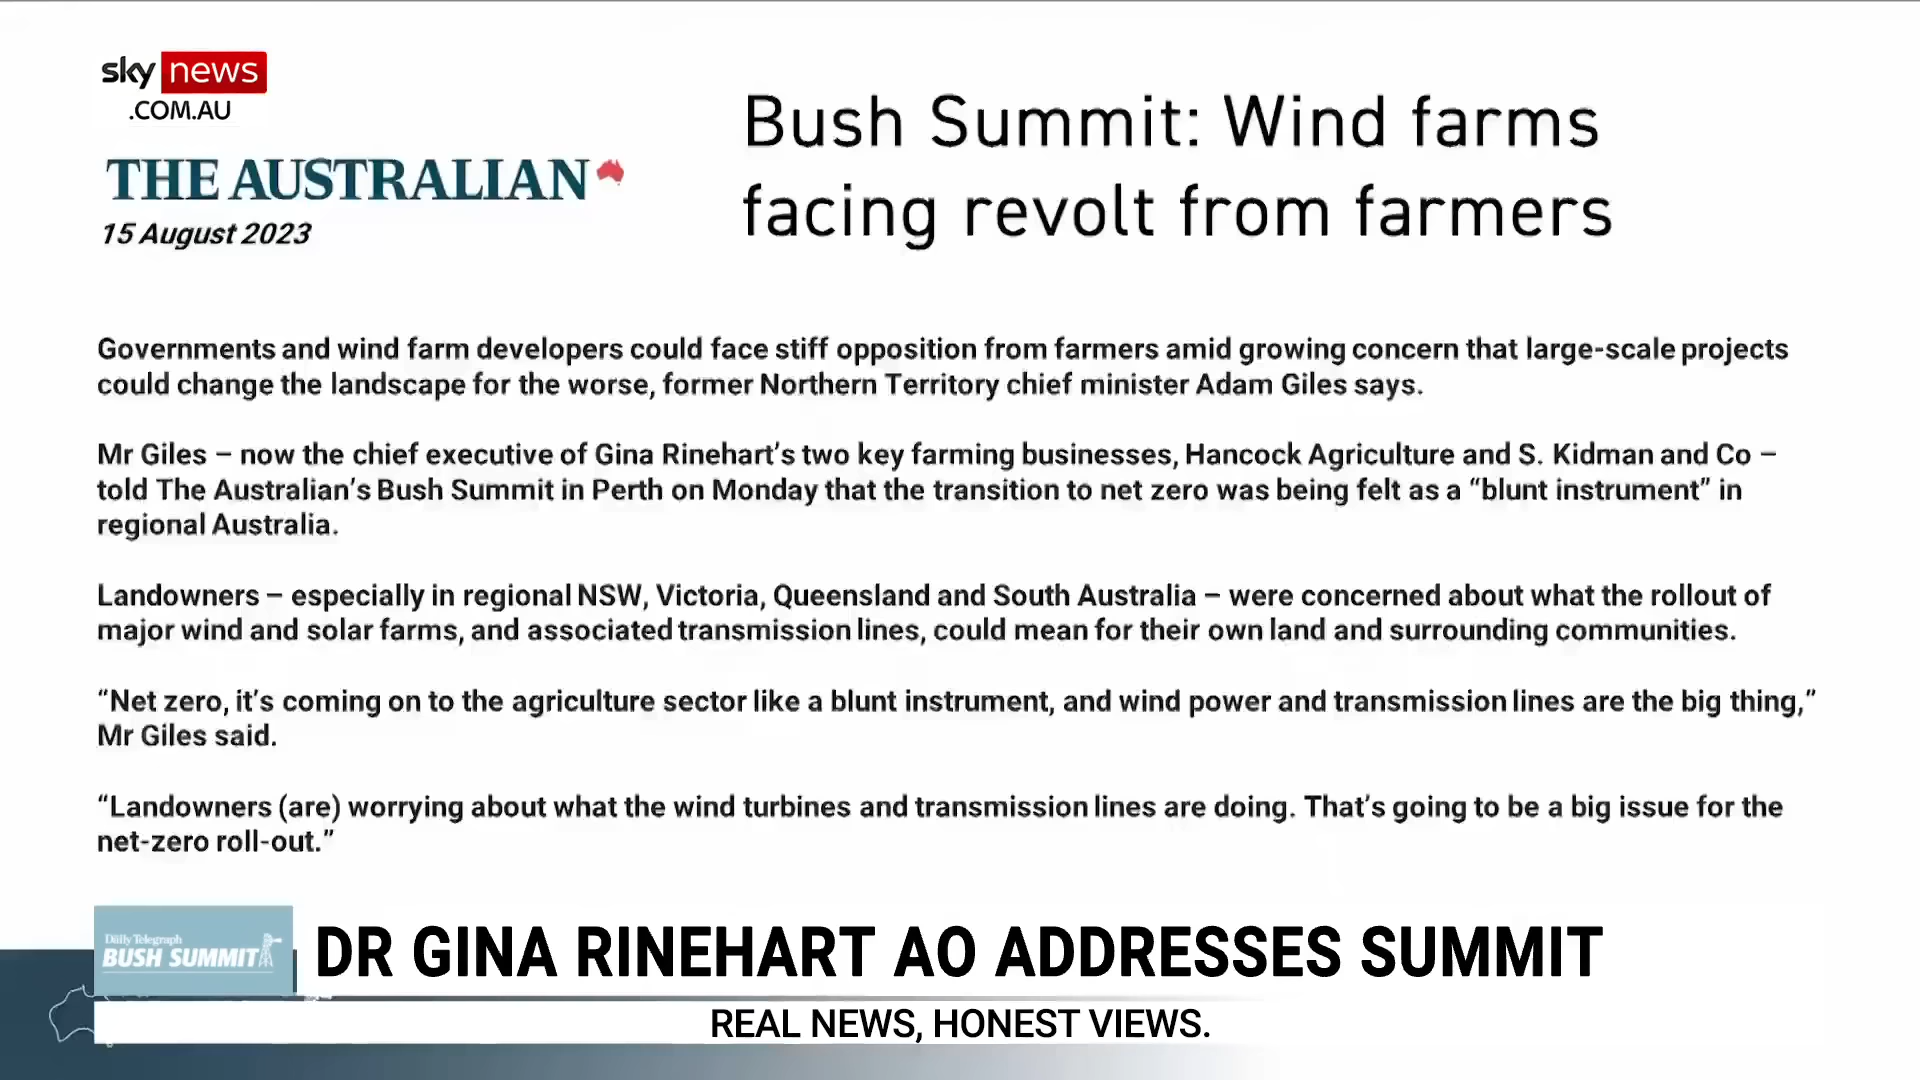 sky news
.COM.AU
THE AUSTRALIAN
15 August 2023
Bush Summit: Wind farms
facing revolt from farmers
Governments and wind farm developers could face stiff opposition from farmers amid growing concern that large-scale projects
could change the landscape for the worse, former Northern Territory chief minister Adam Giles says.
Mr Giles – now the chief executive of Gina Rinehart’s two key farming businesses, Hancock Agriculture and S. Kidman and Co –
told The Australian’s Bush Summit in Perth on Monday that the transition to net zero was being felt as a “blunt instrument” in
regional Australia.
Landowners – especially in regional NSW, Victoria, Queensland and South Australia – were concerned about what the rollout of
major wind and solar farms, and associated transmission lines, could mean for their own land and surrounding communities.
“Net zero, it’s coming on to the agriculture sector like a blunt instrument, and wind power and transmission lines are the big thing,”
Mr Giles said.
“Landowners (are) worrying about what the wind turbines and transmission lines are doing. That’s going to be a big issue for the
net-zero roll-out.”
The Daily Telegraph
BUSH SUMMIT
DR GINA RINEHART AO ADDRESSES SUMMIT
REAL NEWS, HONEST VIEWS.